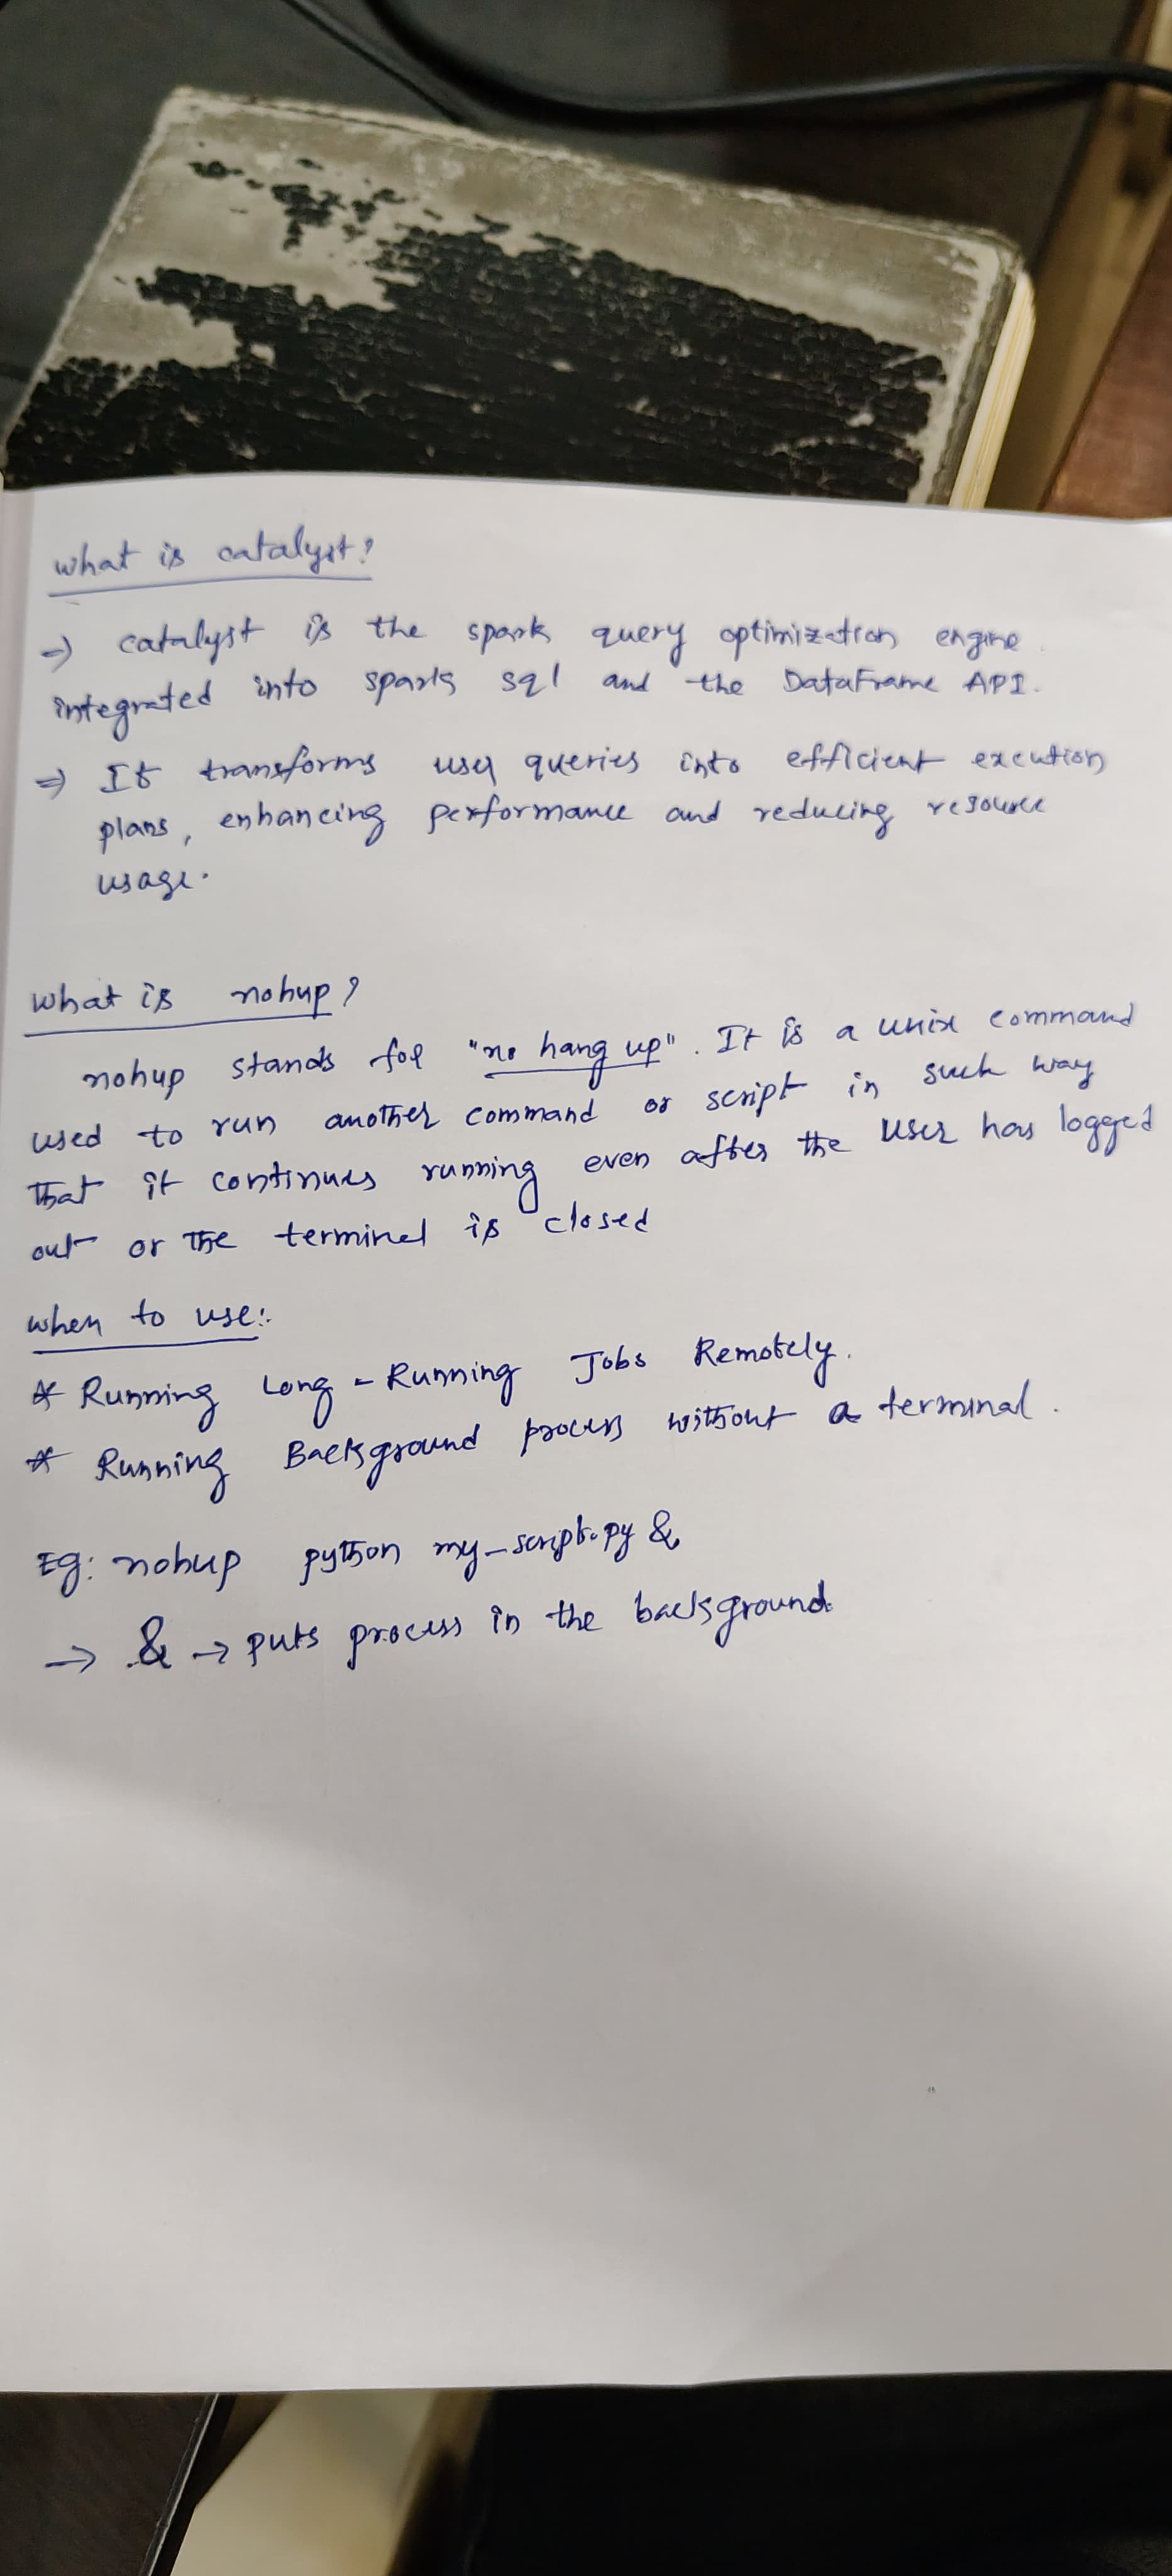 what is catalyst?
⇒ catalyst is the spark query optimization engine
integrated into spark sql and the DataFrame API.
⇒ It transforms user queries into efficient execution
plans, enhancing performance and reducing resource
usage.
what is nohup?
nohup stands for "no hang up". It is a unix command
used to run another command or script in such way
that it continues running even after the user has logged
out or the terminal is closed
when to use:
* Running Long-Running Jobs Remotely.
* Running Background process without a terminal.
Eg: nohup python my-script.py &
→ & → puts process in the background.